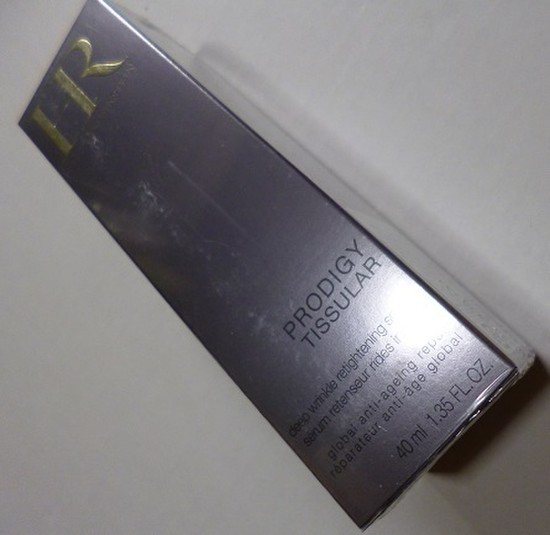 HR
PRODIGY
TISSULAR
deep wrinkle retightening
sérum retenseur rides
global anti-ageing
réparateur anti-âge global
40 ml 1.35 FL.OZ.